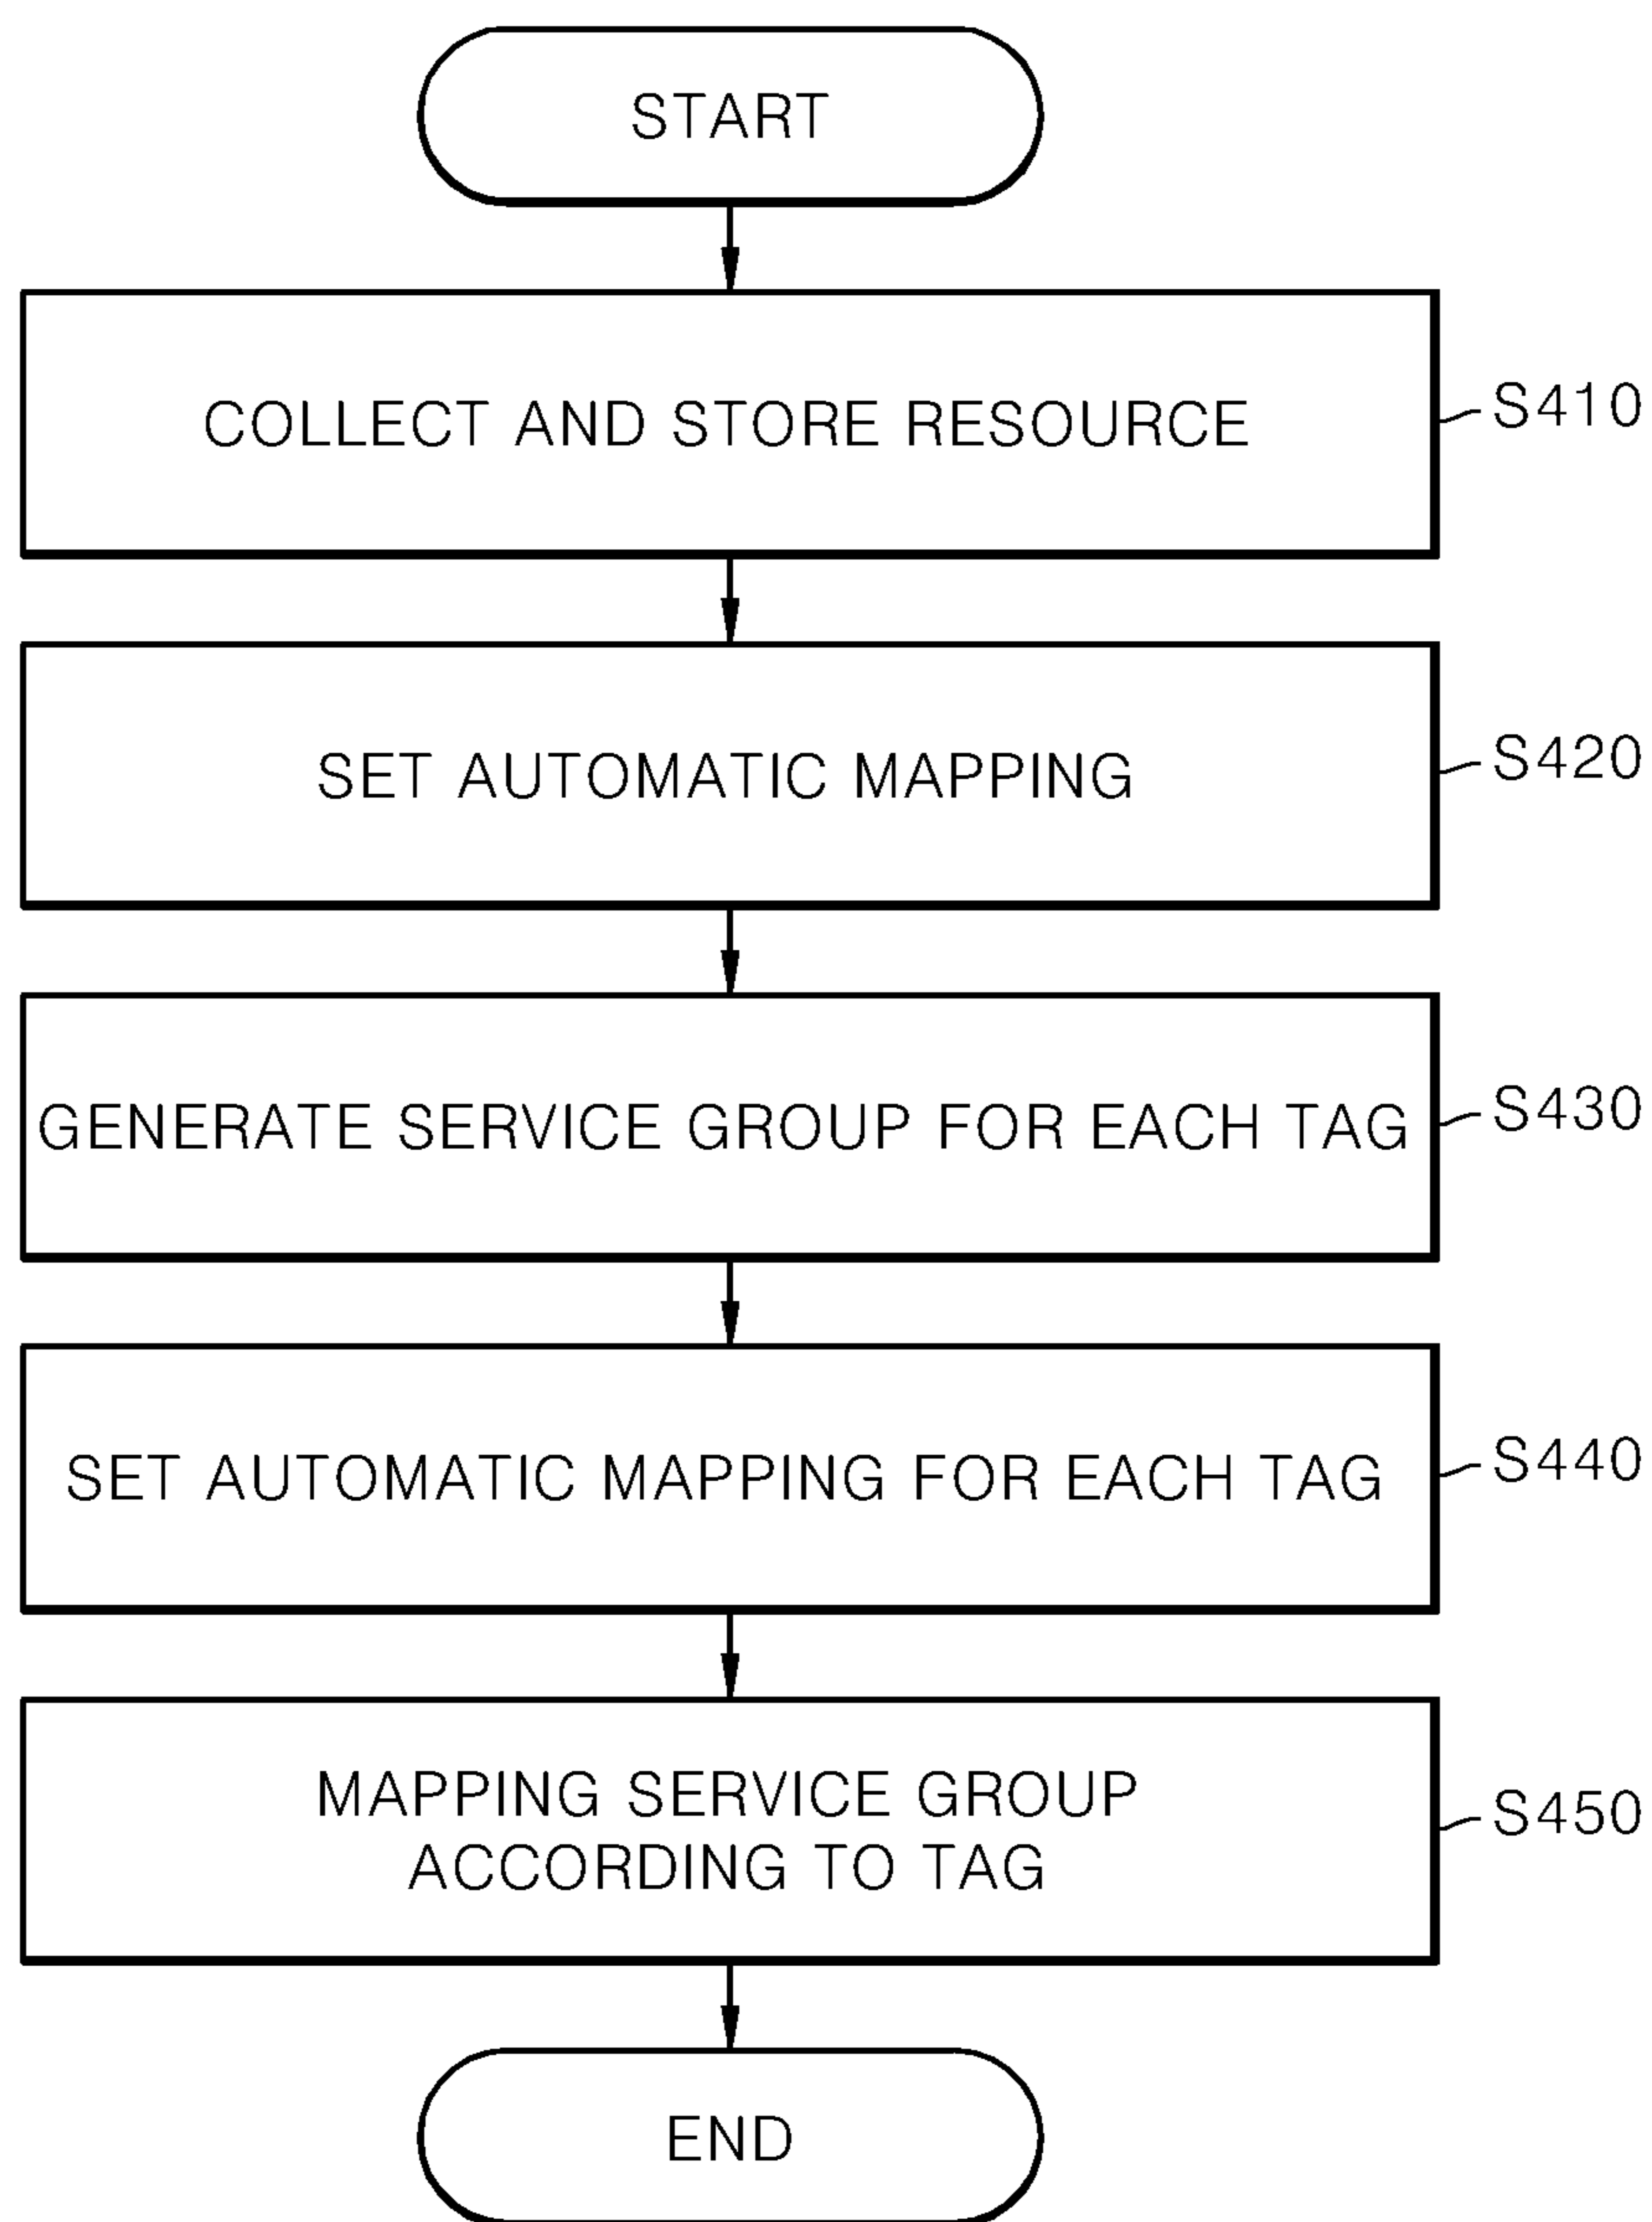 START
COLLECT AND STORE RESOURCE
S410
SET AUTOMATIC MAPPING
S420
GENERATE SERVICE GROUP FOR EACH TAG
S430
SET AUTOMATIC MAPPING FOR EACH TAG
S440
MAPPING SERVICE GROUP
ACCORDING TO TAG
S450
END